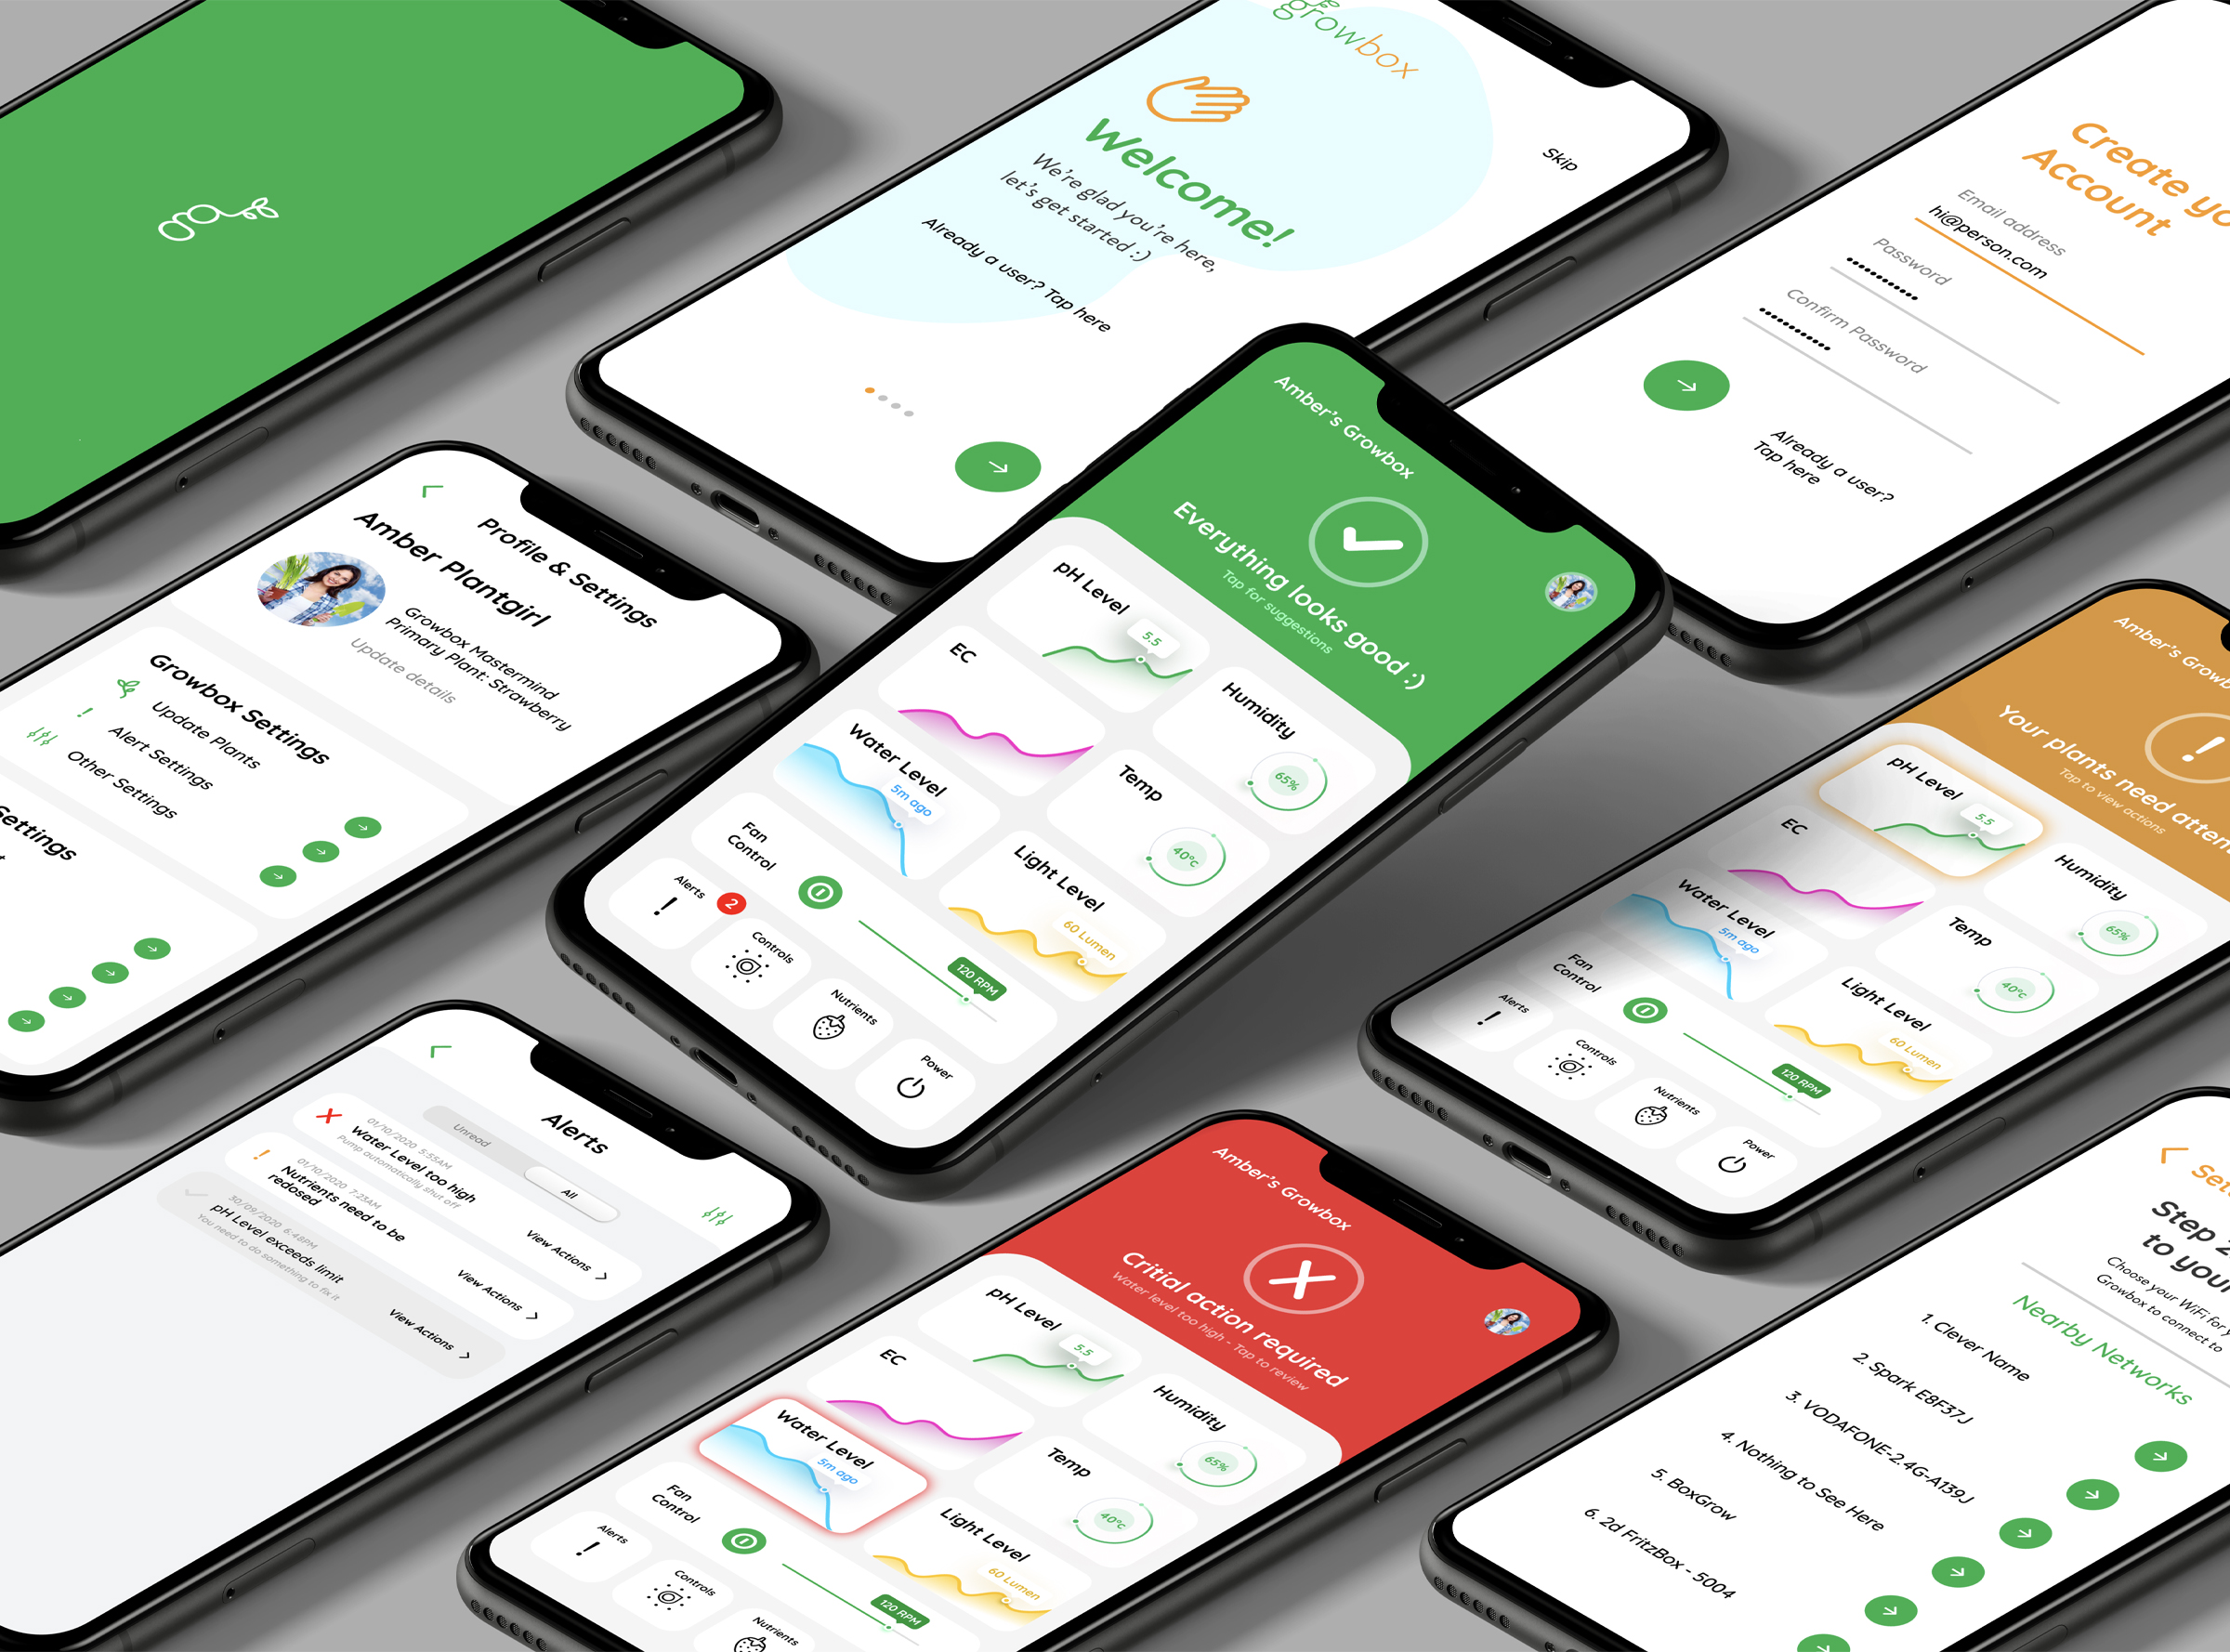 go
growbox
Welcome!
We're glad you're here,
let's get started :)
Already a user? Tap here
Skip
Create
Account
Email address
hi@person.com
Password
Confirm Password
Already a user?
Tap here
Profile & Settings
Amber Plantgirl
Growbox Mastermind
Primary Plant: Strawberry
Update details
Growbox Settings
Update Plants
Alert Settings
Other Settings
Amber's Growbox
Everything looks good :)
Tap for suggestions
pH Level
5.5
EC
Humidity
65%
Water Level
5m ago
Temp
40°c
Fan
Control
Light Level
60 Lumen
120 RPM
Alerts
2
Controls
Nutrients
Power
Amber's
Your plants need
Tap to view actions
pH Level
5.5
EC
Humidity
65%
Water Level
5m ago
Temp
40°c
Fan
Control
Light Level
60 Lumen
120 RPM
Alerts
Controls
Nutrients
Power
Alerts
Unread
All
01/10/2020 5:55AM
Water Level too high
Pump automatically shut off
View Actions
01/10/2020 7:23AM
Nutrients need to be
redosed
View Actions
30/09/2020 6:48PM
pH Level exceeds limit
You need to do something to fix it
View Actions
Amber's Growbox
Critial action required
Water level too high - Tap to review
pH Level
5.5
EC
Humidity
65%
Water Level
5m ago
Temp
40°c
Fan
Control
Light Level
60 Lumen
120 RPM
Alerts
Controls
Nutrients
Step
to your
Choose your WiFi for
Growbox to connect to
Nearby Networks
1. Clever Name
2. Spark E8F37J
3. VODAFONE-2.4G-A139J
4. Nothing to See Here
5. BoxGrow
6. 2d FritzBox - 5004